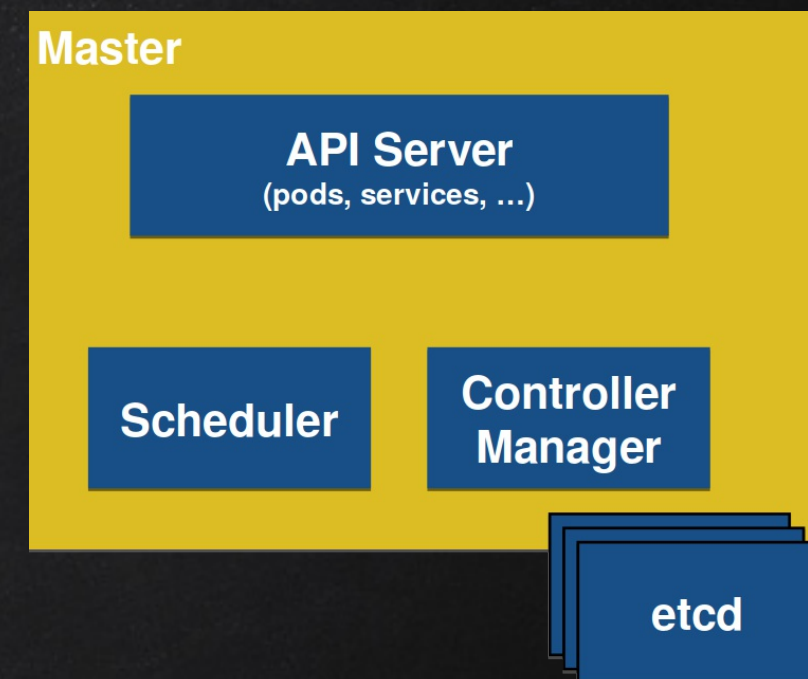 Master
API Server
(pods, services, ...)
Scheduler
Controller
Manager
etcd